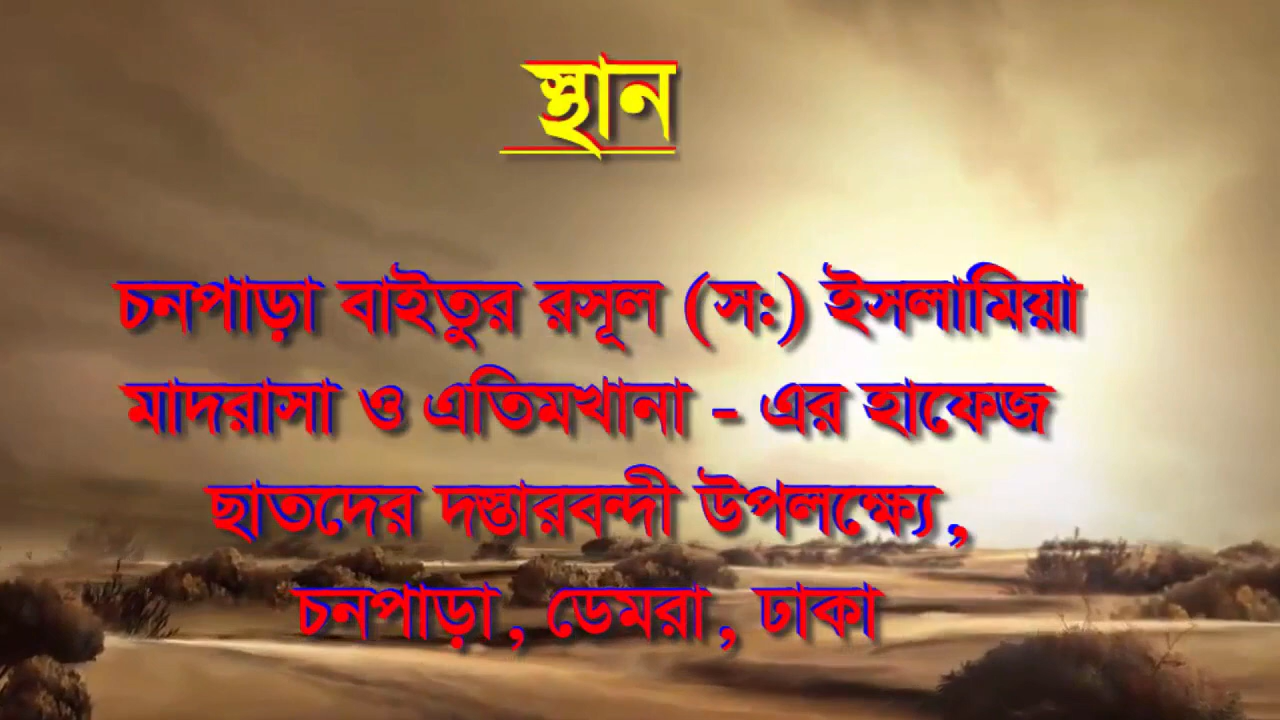 স্থান
চনপাড়া বাইতুর রসূল (স:) ইসলামিয়া
মাদরাসা ও এতিমখানা - এর হাফেজ
ছাতদের দস্তারবন্দী উপলক্ষ্যে,
চনপাড়া, ডেমরা, ঢাকা